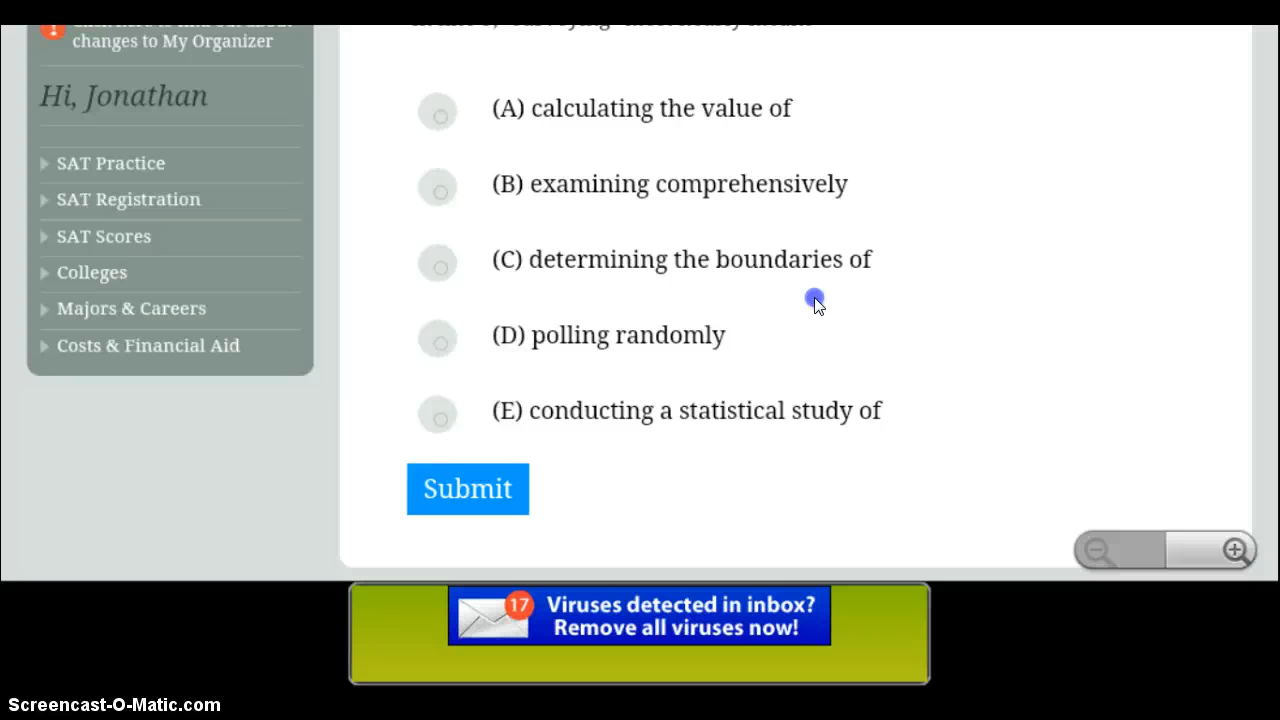 changes to My Organizer
Hi, Jonathan
SAT Practice
SAT Registration
SAT Scores
Colleges
Majors & Careers
Costs & Financial Aid
(A) calculating the value of
(B) examining comprehensively
(C) determining the boundaries of
(D) polling randomly
(E) conducting a statistical study of
Submit
17
Viruses detected in inbox?
Remove all viruses now!
Screencast-O-Matic.com